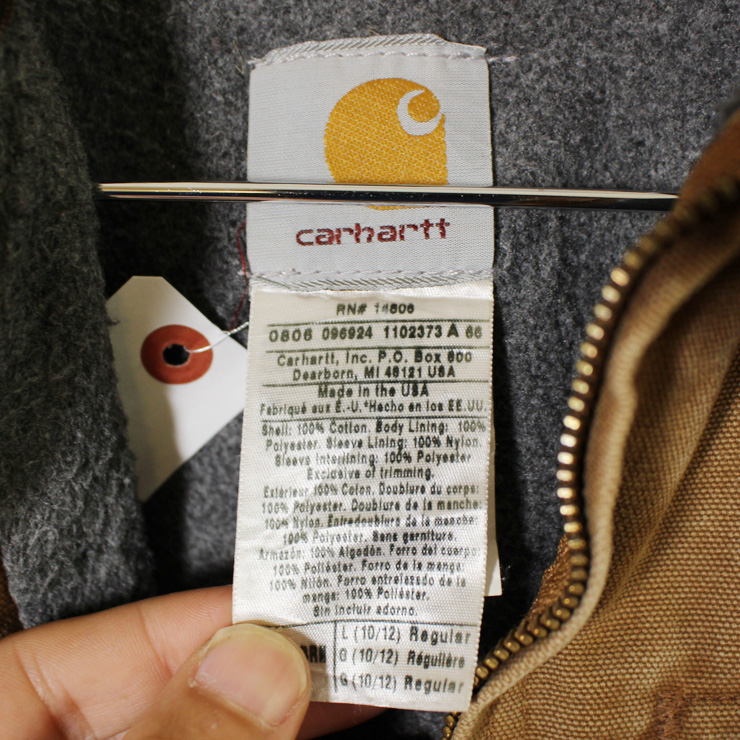 carhartt
RN# 14806
0806 096924 1102373 A 66
Carhartt, Inc. P.O. Box 600
Dearborn, MI 48121 USA
Made in the USA
Fabriqué aux É.-U.*Hecho en los EE.UU.
Shell: 100% Cotton. Body Lining: 100%
Polyester. Sleeve Lining: 100% Nylon.
Sleeve Interlining: 100% Polyester
Exclusive of trimming.
Extérieur 100% Coton. Doublure du corps:
100% Polyester. Doublure de la manche:
100% Nylon. Entredoublure de la manche:
100% Polyester. Sans garniture.
Armazón: 100% Algodón. Forro del cuerpo:
100% Poliéster. Forro de la manga:
100% Nilón. Forro entrelazado de la
manga: 100% Poliéster.
Sin incluir adorno.
L (10/12) Regular
G (10/12) Régulière
G (10/12) Regular